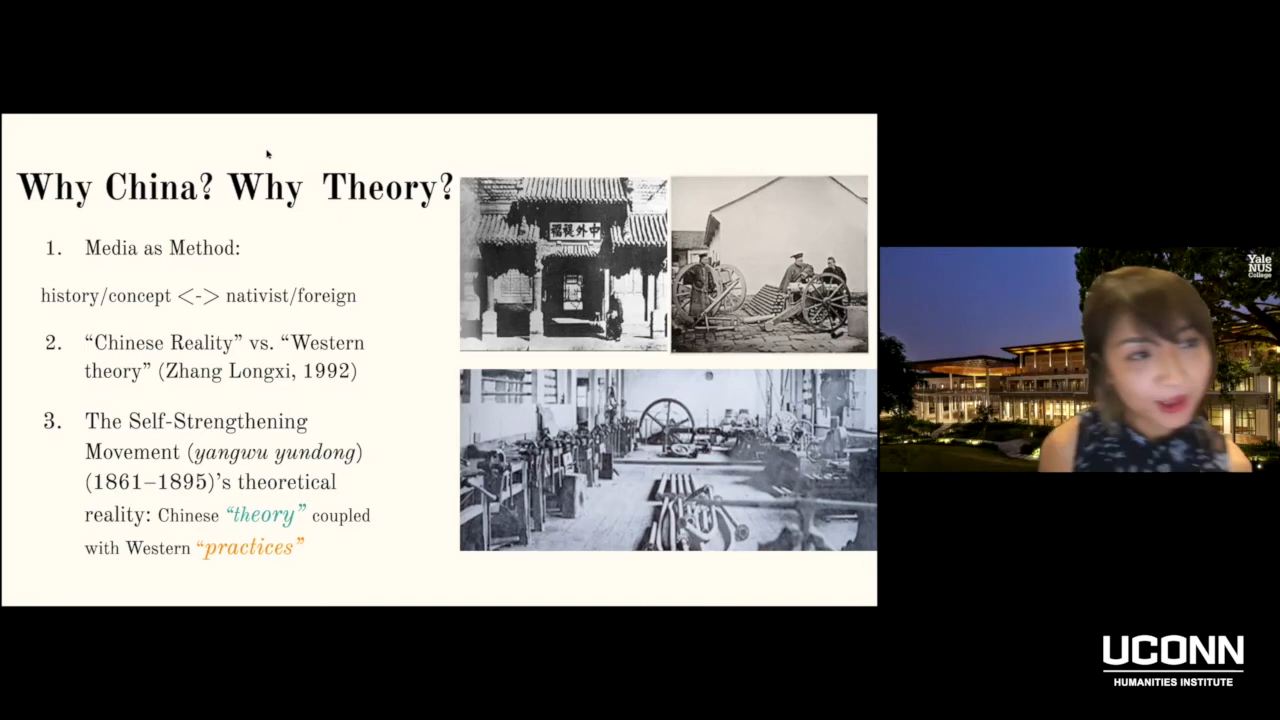 Why China? Why Theory?
1. Media as Method:
history/concept <-> nativist/foreign
2. “Chinese Reality” vs. “Western
theory” (Zhang Longxi, 1992)
3. The Self-Strengthening
Movement (yangwu yundong)
(1861–1895)’s theoretical
reality: Chinese “theory” coupled
with Western “practices”
福禔外中
Yale
NUS
College
UCONN
HUMANITIES INSTITUTE